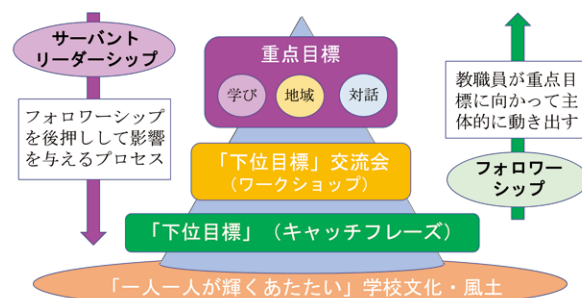 サーバント
リーダーシップ
フォロワーシップ
を後押しして影響
を与えるプロセス
重点目標
学び
地域
対話
「下位目標」交流会
(ワークショップ)
「下位目標」(キャッチフレーズ)
「一人一人が輝くあたたい」学校文化・風土
教職員が重点目
標に向かって主
体的に動き出す
フォロワー
シップ